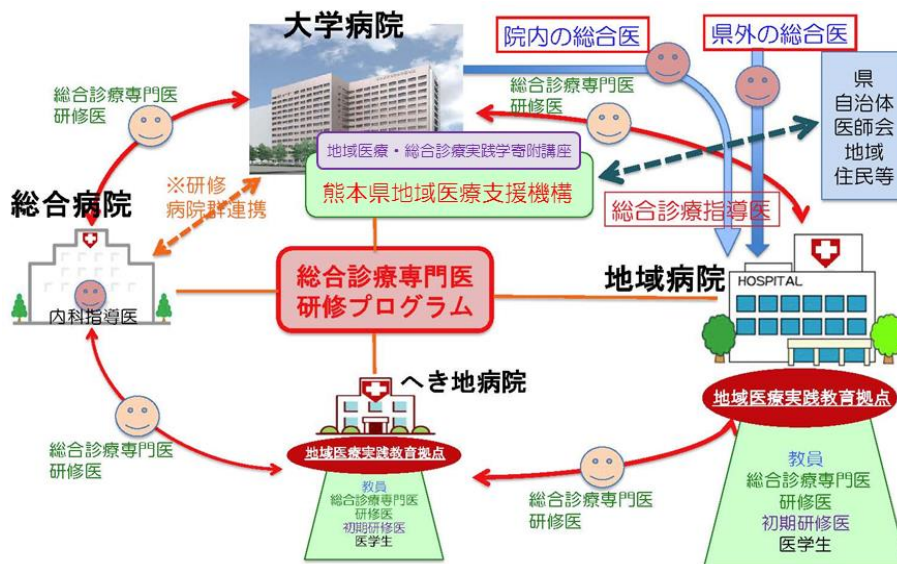 大学病院
院内の総合医
県外の総合医
総合診療専門医
研修医
総合診療専門医
研修医
県
自治体
医師会
地域
住民等
地域医療・総合診療実践学寄附講座
熊本県地域医療支援機構
※研修
病院群連携
総合診療指導医
総合病院
内科指導医
総合診療専門医
研修プログラム
地域病院
HOSPITAL
へき地病院
地域医療実践教育拠点
教員
総合診療専門医
研修医
初期研修医
医学生
地域医療実践教育拠点
教員
総合診療専門医
研修医
初期研修医
医学生
総合診療専門医
研修医
総合診療専門医
研修医